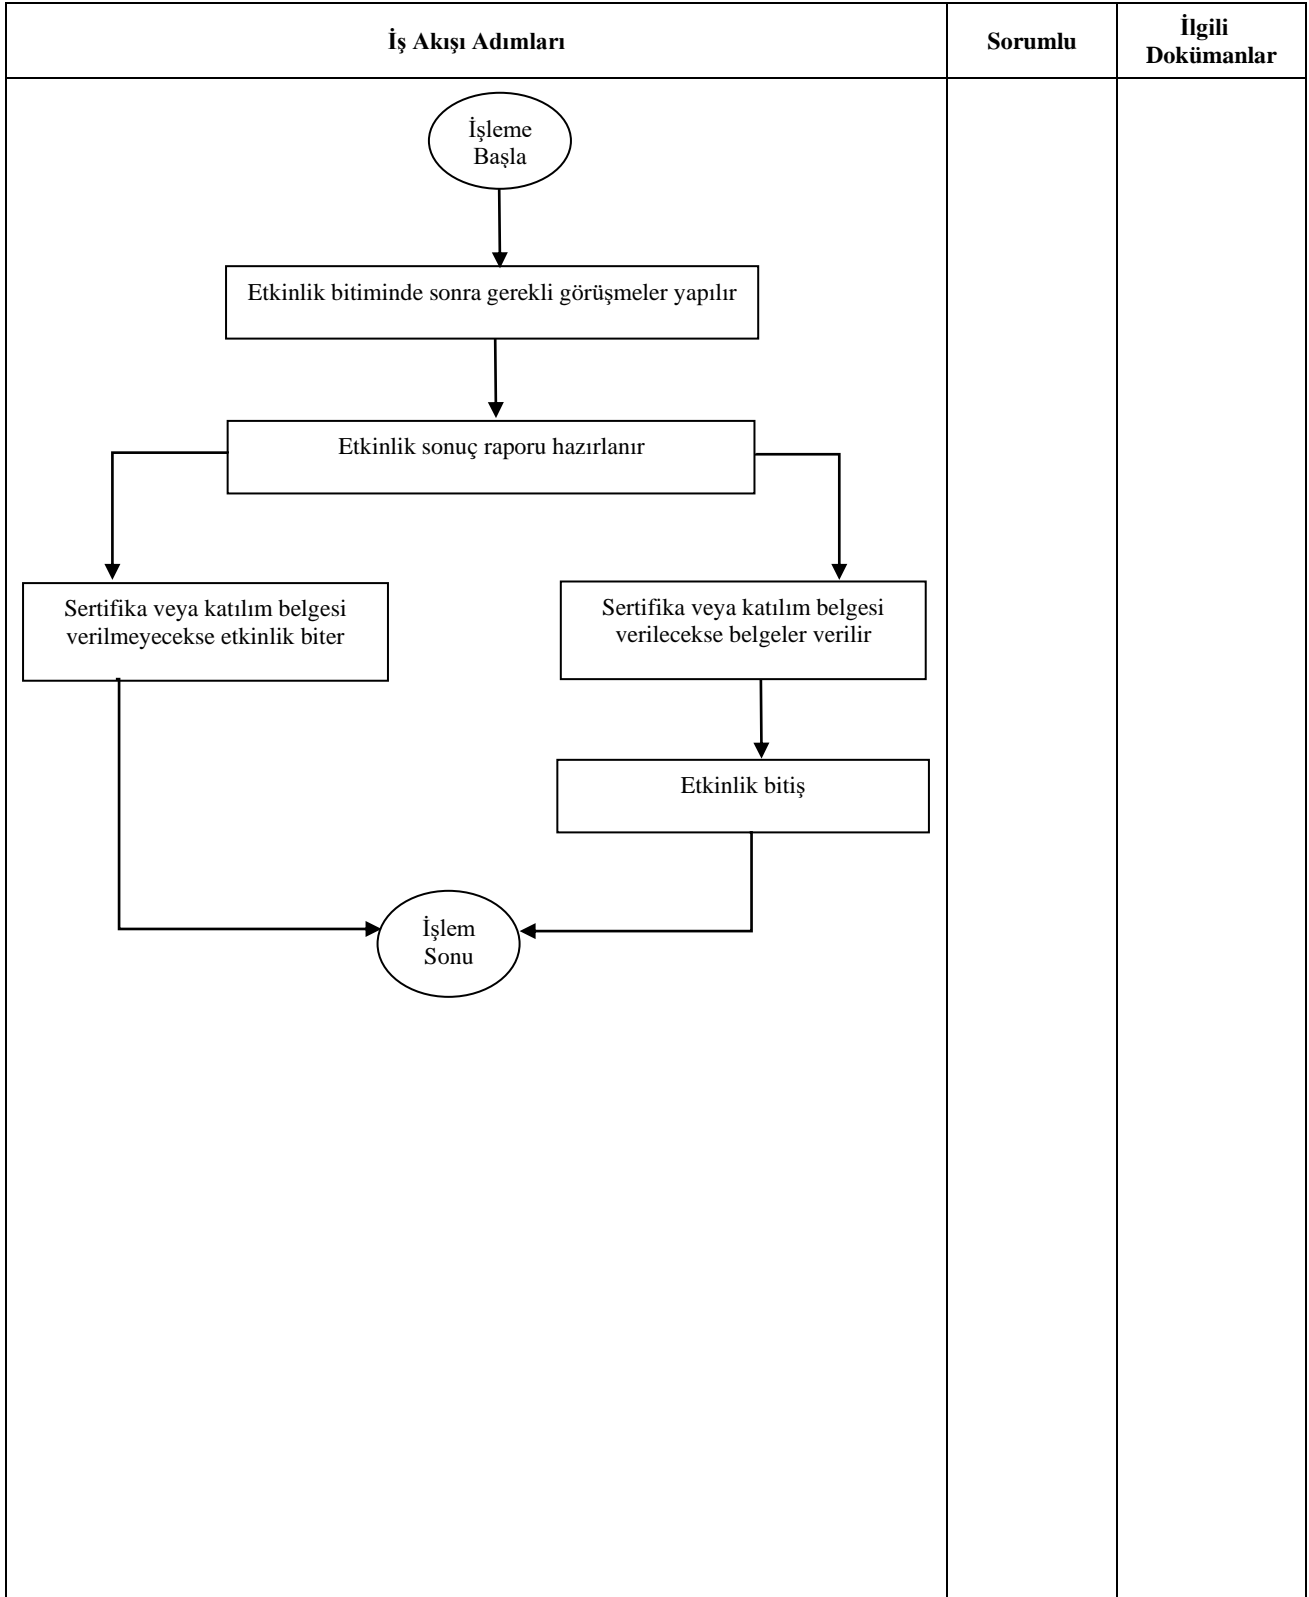 İş Akışı Adımları
Sorumlu
İlgili
Dokümanlar
İşleme
Başla
Etkinlik bitiminde sonra gerekli görüşmeler yapılır
Etkinlik sonuç raporu hazırlanır
Sertifika veya katılım belgesi
verilmeyecekse etkinlik biter
Sertifika veya katılım belgesi
verilecekse belgeler verilir
Etkinlik bitiş
İşlem
Sonu